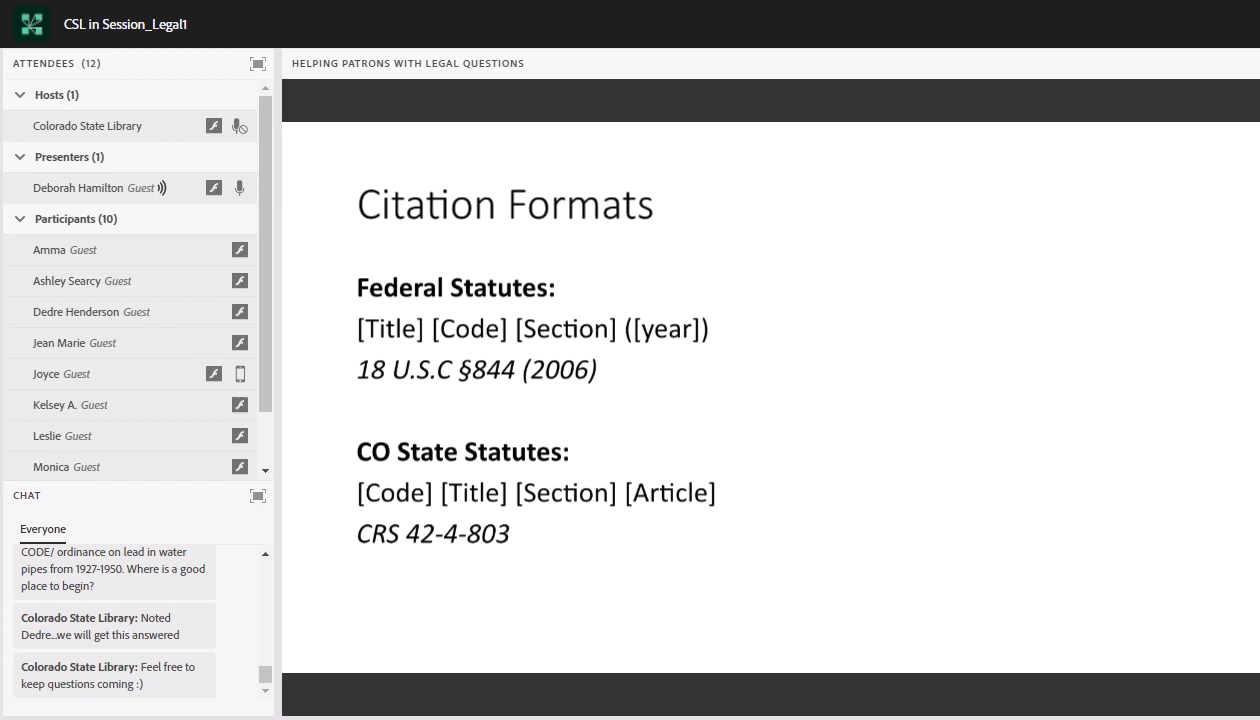 CSL in Session_Legal1
ATTENDEES (12)
Hosts (1)
Colorado State Library
Presenters (1)
Deborah Hamilton Guest
Participants (10)
Amma Guest
Ashley Searcy Guest
Dedre Henderson Guest
Jean Marie Guest
Joyce Guest
Kelsey A. Guest
Leslie Guest
Monica Guest
CHAT
Everyone
CODE/ ordinance on lead in water
pipes from 1927-1950. Where is a good
place to begin?
Colorado State Library: Noted
Dedre...we will get this answered
Colorado State Library: Feel free to
keep questions coming :)
HELPING PATRONS WITH LEGAL QUESTIONS
Citation Formats
Federal Statutes:
[Title] [Code] [Section] ([year])
18 U.S.C §844 (2006)
CO State Statutes:
[Code] [Title] [Section] [Article]
CRS 42-4-803